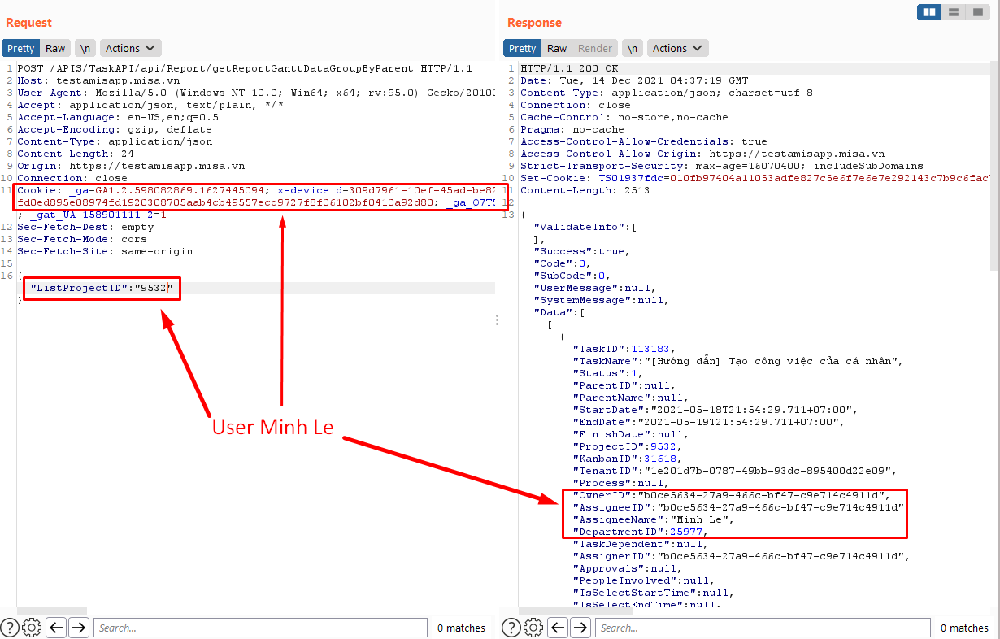 Request
Pretty Raw \n Actions
1 POST /APIS/TaskAPI/api/Report/getReportGanttDataGroupByParent HTTP/1.1
2 Host: testamisapp.misa.vn
3 User-Agent: Mozilla/5.0 (Windows NT 10.0; Win64; x64; rv:95.0) Gecko/20100
4 Accept: application/json, text/plain, */*
5 Accept-Language: en-US,en;q=0.5
6 Accept-Encoding: gzip, deflate
7 Content-Type: application/json
8 Content-Length: 24
9 Origin: https://testamisapp.misa.vn
10 Connection: close
11 Cookie: _ga=GA1.2.598082869.1627445094; x-deviceid=309d7961-10ef-45ad-be82
fd0ed895e08974fd1920308705aab4cb49557ecc9727f8f06102bf0410a92d80; _ga_Q7T5
; _gat_UA-158901111-2=1
12 Sec-Fetch-Dest: empty
13 Sec-Fetch-Mode: cors
14 Sec-Fetch-Site: same-origin
15
16 {
"ListProjectID":"9532"
}
User Minh Le
? Search... 0 matches
Response
Pretty Raw Render \n Actions
1 HTTP/1.1 200 OK
2 Date: Tue, 14 Dec 2021 04:37:19 GMT
3 Content-Type: application/json; charset=utf-8
4 Connection: close
5 Cache-Control: no-store,no-cache
6 Pragma: no-cache
7 Access-Control-Allow-Credentials: true
8 Access-Control-Allow-Origin: https://testamisapp.misa.vn
9 Strict-Transport-Security: max-age=16070400; includeSubDomains
10 Set-Cookie: TS01937fdc=010fb97404a11053adfe827c5e6f7e6e7e292143c7b9c6fac
11 Content-Length: 2513
12
13 {
"ValidateInfo":[
],
"Success":true,
"Code":0,
"SubCode":0,
"UserMessage":null,
"SystemMessage":null,
"Data":[
[
{
"TaskID":113183,
"TaskName":"[Hướng dẫn] Tạo công việc của cá nhân",
"Status":1,
"ParentID":null,
"ParentName":null,
"StartDate":"2021-05-18T21:54:29.711+07:00",
"EndDate":"2021-05-19T21:54:29.711+07:00",
"FinishDate":null,
"ProjectID":9532,
"KanbanID":31618,
"TenantID":"1e201d7b-0787-49bb-93dc-895400d22e09",
"Process":null,
"OwnerID":"b0ce5634-27a9-466c-bf47-c9e714c4911d",
"AssigneeID":"b0ce5634-27a9-466c-bf47-c9e714c4911d"
"AssigneeName":"Minh Le",
"DepartmentID":25977,
"TaskDependent":null,
"AssignerID":"b0ce5634-27a9-466c-bf47-c9e714c4911d",
"Approvals":null,
"PeopleInvolved":null,
"IsSelectStartTime":null,
"IsSelectEndTime":null,
? Search... 0 matches